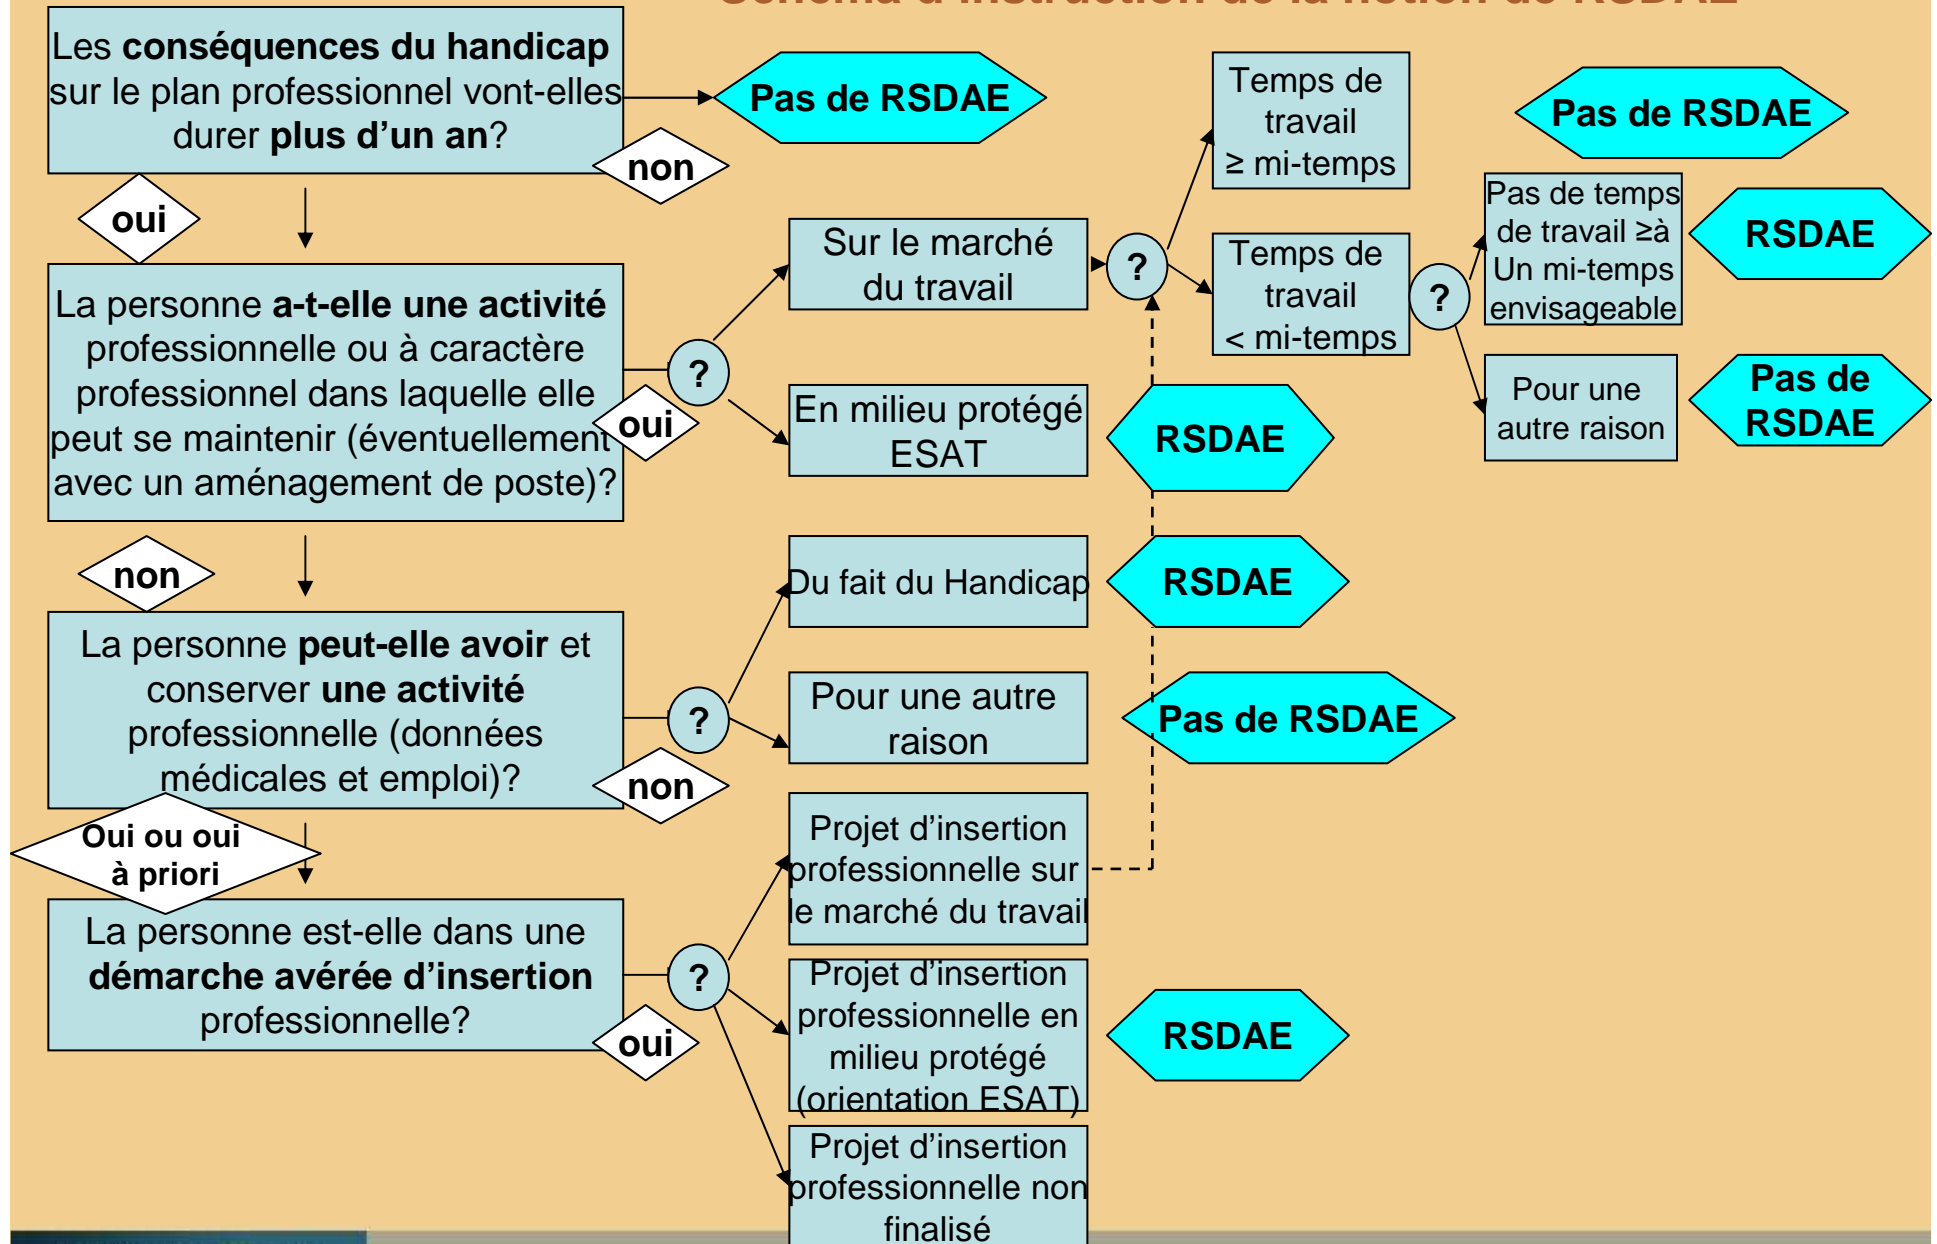 Schéma d'instruction de la notion de RSDAE
Les conséquences du handicap
sur le plan professionnel vont-elles
durer plus d’un an?
non
Pas de RSDAE
oui
La personne a-t-elle une activité
professionnelle ou à caractère
professionnel dans laquelle elle
peut se maintenir (éventuellement
avec un aménagement de poste)?
oui
?
Sur le marché
du travail
?
Temps de
travail
≥ mi-temps
Pas de RSDAE
Temps de
travail
< mi-temps
?
Pas de temps
de travail ≥à
Un mi-temps
envisageable
RSDAE
Pour une
autre raison
Pas de
RSDAE
En milieu protégé
ESAT
RSDAE
non
La personne peut-elle avoir et
conserver une activité
professionnelle (données
médicales et emploi)?
non
?
Du fait du Handicap
RSDAE
Pour une autre
raison
Pas de RSDAE
Oui ou oui
à priori
La personne est-elle dans une
démarche avérée d’insertion
professionnelle?
oui
?
Projet d’insertion
professionnelle sur
le marché du travail
Projet d’insertion
professionnelle en
milieu protégé
(orientation ESAT)
RSDAE
Projet d’insertion
professionnelle non
finalisé